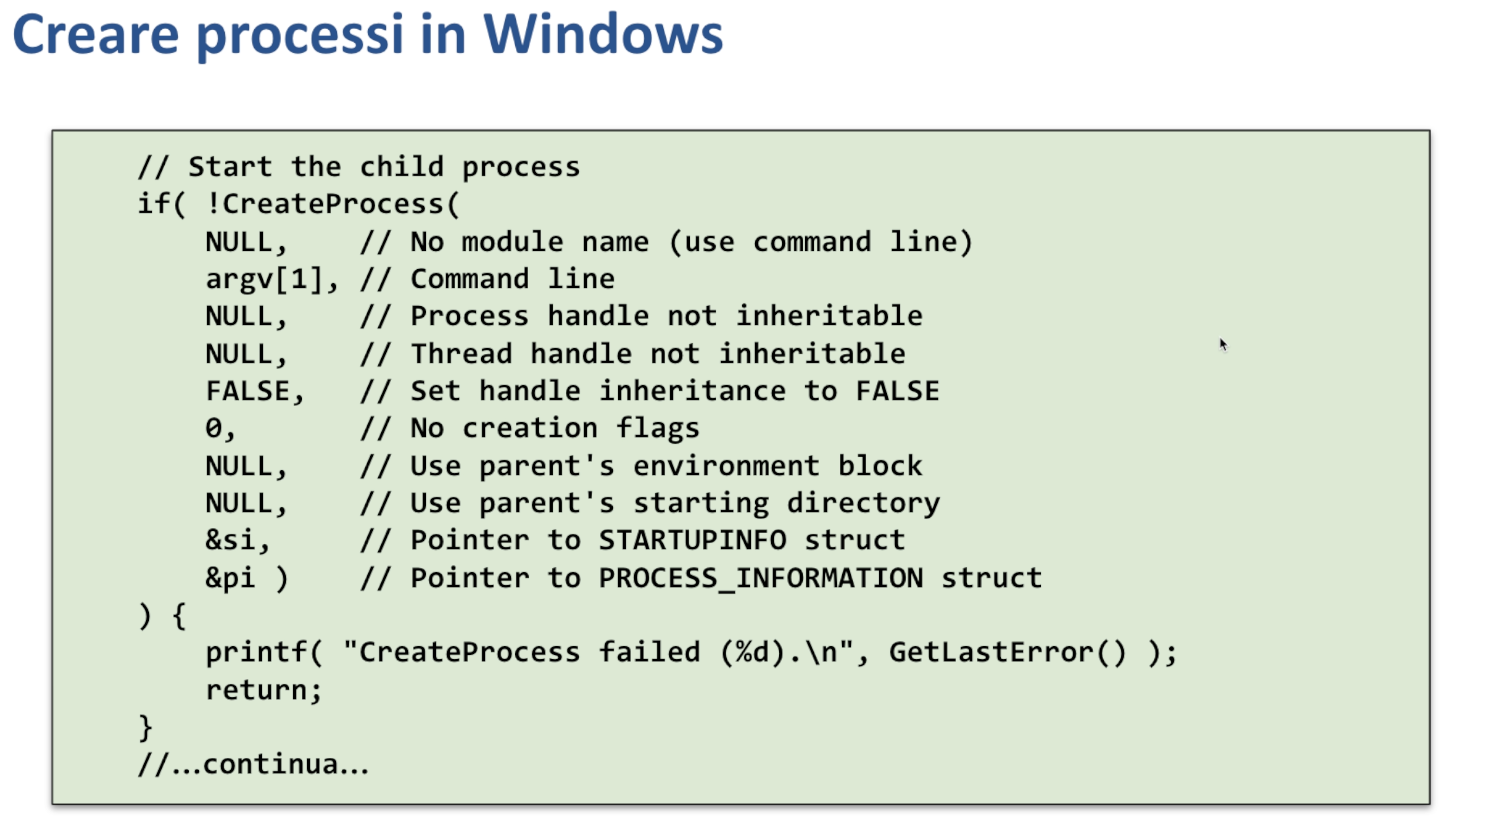 Creare processi in Windows
// Start the child process
if( !CreateProcess(
NULL, // No module name (use command line)
argv[1], // Command line
NULL, // Process handle not inheritable
NULL, // Thread handle not inheritable
FALSE, // Set handle inheritance to FALSE
0, // No creation flags
NULL, // Use parent's environment block
NULL, // Use parent's starting directory
&si, // Pointer to STARTUPINFO struct
&pi ) // Pointer to PROCESS_INFORMATION struct
) {
printf( "CreateProcess failed (%d).\n", GetLastError() );
return;
}
//…continua…